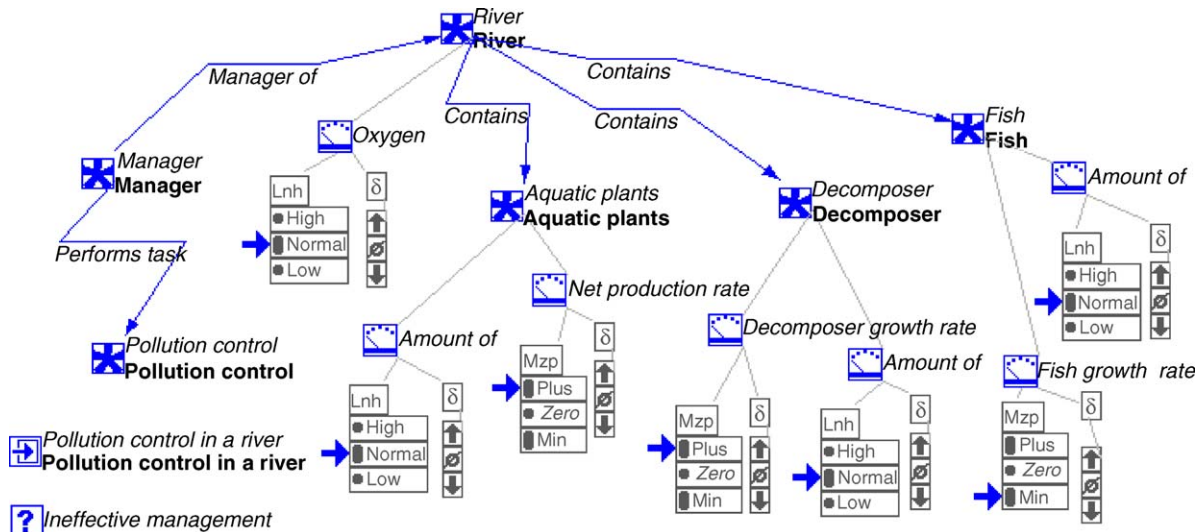 River
River
Manager of
Contains
Contains
Contains
Oxygen
Fish
Fish
Manager
Manager
Lnh
δ
High
Normal
Low
Aquatic plants
Aquatic plants
Decomposer
Decomposer
Amount of
Lnh
δ
High
Normal
Low
Performs task
Net production rate
Mzp
δ
Plus
Zero
Min
Pollution control
Pollution control
Amount of
Lnh
δ
High
Normal
Low
Decomposer growth rate
Mzp
δ
Plus
Zero
Min
Amount of
Lnh
δ
High
Normal
Low
Fish growth rate
Mzp
δ
Plus
Zero
Min
Pollution control in a river
Pollution control in a river
?
Ineffective management